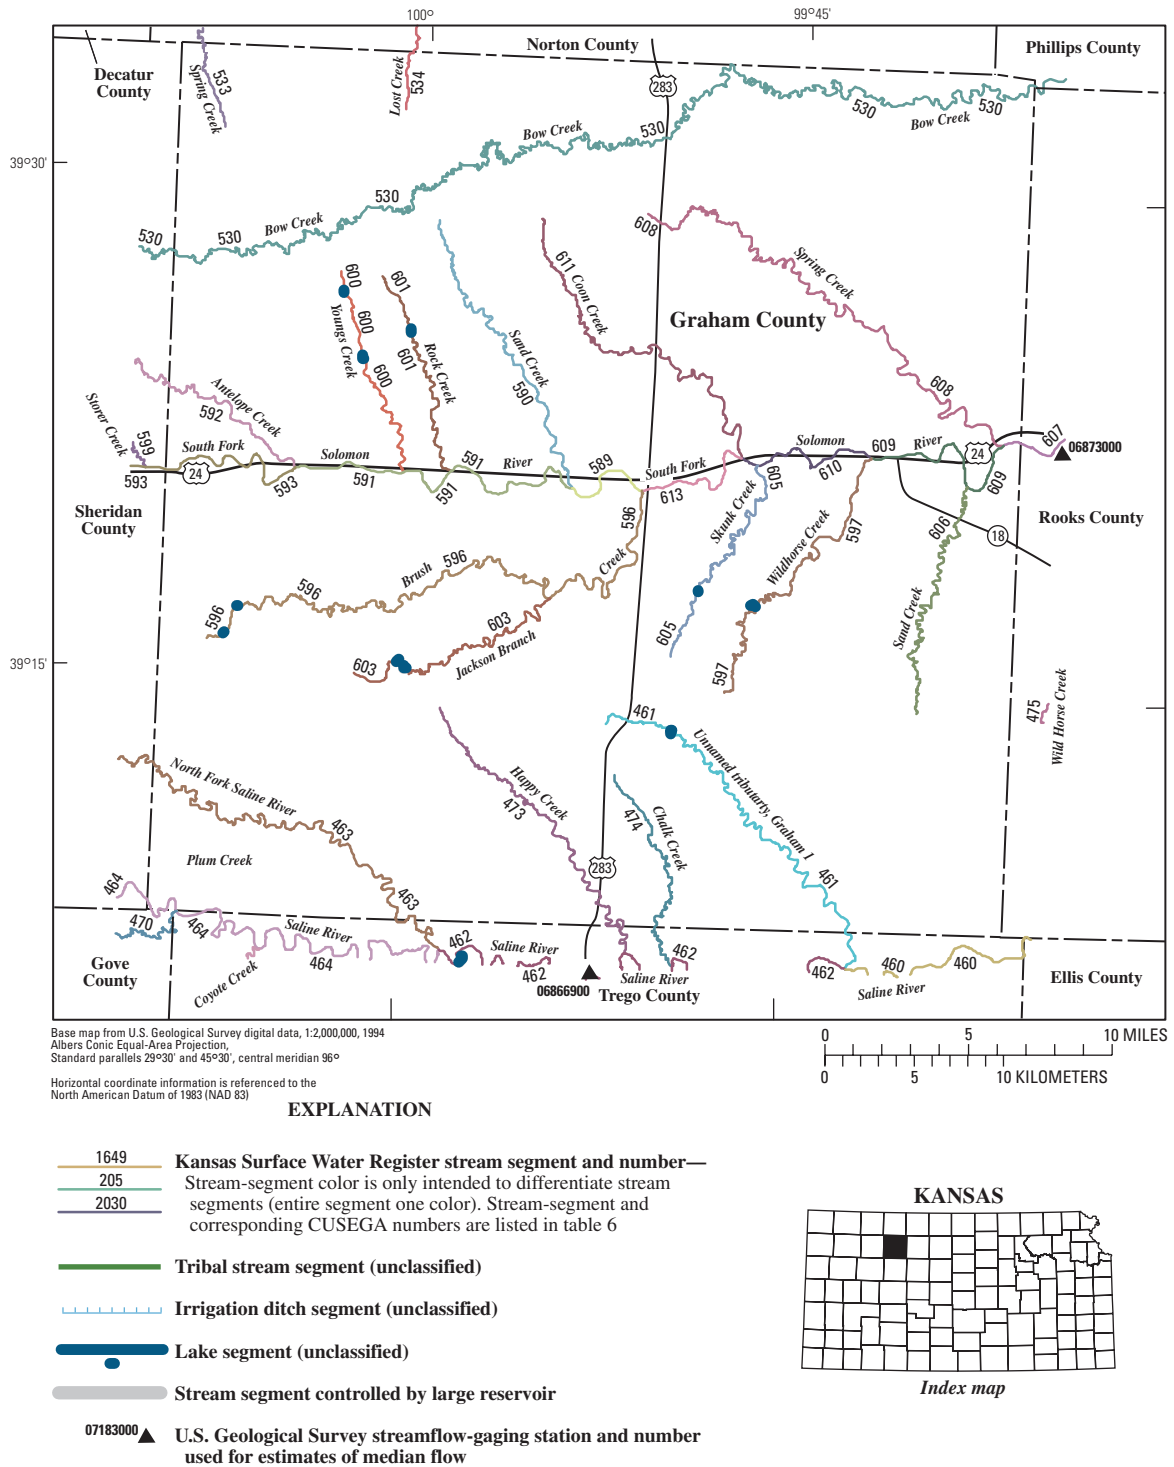 100°
99°45'
Norton County
Phillips County
Decatur
County
533
Spring Creek
Lost Creek
534
283
530
530
Bow Creek
Bow Creek
530
39°30'
530
Bow Creek
530
530
608
Spring Creek
611
Coon Creek
600
601
600
Youngs Creek
601
Rock Creek
600
Sand Creek
590
Graham County
608
Antelope Creek
592
Storer Creek
599
593
24
South Fork
593
Solomon
591
591
591
River
589
South Fork
613
Solomon
610
609
River
24
609
607
06873000
Sheridan
County
596
605
Skunk Creek
605
Wildhorse Creek
597
597
606
Sand Creek
18
Rooks County
596
596
Brush
596
Creek
603
603
Jackson Branch
39°15'
475
Wild Horse Creek
461
Unnamed tributarty, Graham 1
461
North Fork Saline River
463
463
Happy Creek
473
474
Chalk Creek
Plum Creek
283
464
470
464
Saline River
464
Coyote Creek
462
Saline River
462
06866900
Saline River
462
462
460
460
Saline River
Gove
County
Trego County
Ellis County
Base map from U.S. Geological Survey digital data, 1:2,000,000, 1994
Albers Conic Equal-Area Projection,
Standard parallels 29°30' and 45°30', central meridian 96°
Horizontal coordinate information is referenced to the
North American Datum of 1983 (NAD 83)
0 5 10 MILES
0 5 10 KILOMETERS
EXPLANATION
1649
205
2030
Kansas Surface Water Register stream segment and number—
Stream-segment color is only intended to differentiate stream
segments (entire segment one color). Stream-segment and
corresponding CUSEGA numbers are listed in table 6
Tribal stream segment (unclassified)
Irrigation ditch segment (unclassified)
Lake segment (unclassified)
Stream segment controlled by large reservoir
07183000
U.S. Geological Survey streamflow-gaging station and number
used for estimates of median flow
KANSAS
Index map